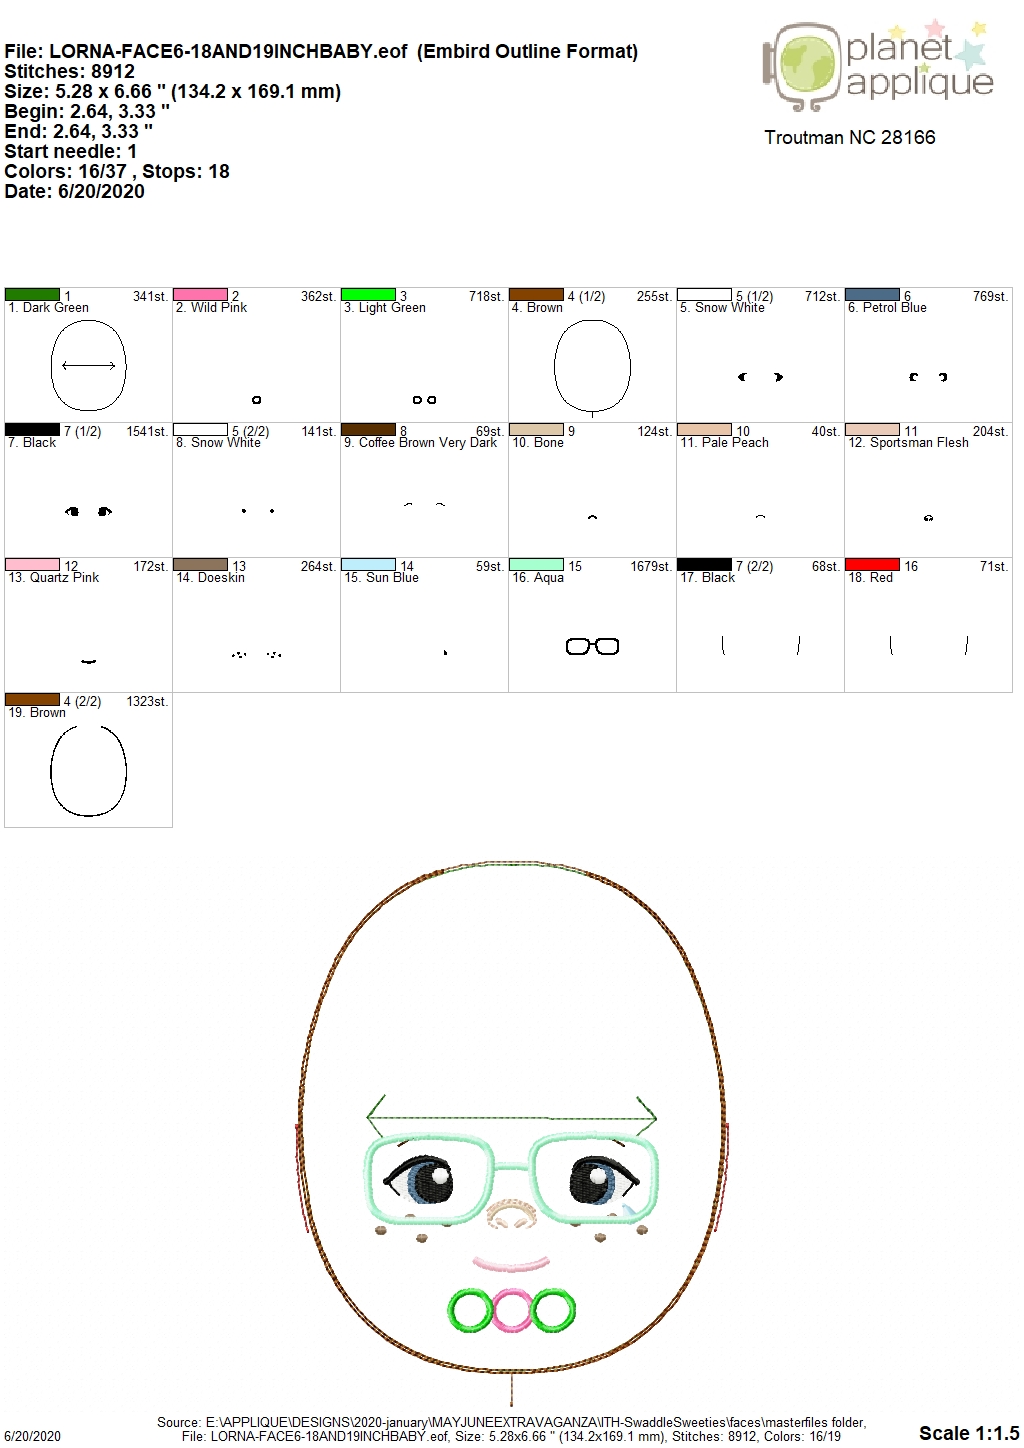 File: LORNA-FACE6-18AND19INCHBABY.eof  (Embird Outline Format)
Stitches: 8912
Size: 5.28 x 6.66 " (134.2 x 169.1 mm)
Begin: 2.64, 3.33 "
End: 2.64, 3.33 "
Start needle: 1
Colors: 16/37 , Stops: 18
Date: 6/20/2020
planet
applique
Troutman NC 28166
1 341st.
1. Dark Green
2 362st.
2. Wild Pink
3 718st.
3. Light Green
4 (1/2) 255st.
4. Brown
5 (1/2) 712st.
5. Snow White
6 769st.
6. Petrol Blue
7 (1/2) 1541st.
7. Black
5 (2/2) 141st.
8. Snow White
8 69st.
9. Coffee Brown Very Dark
9 124st.
10. Bone
10 40st.
11. Pale Peach
11 204st.
12. Sportsman Flesh
12 172st.
13. Quartz Pink
13 264st.
14. Doeskin
14 59st.
15. Sun Blue
15 1679st.
16. Aqua
7 (2/2) 68st.
17. Black
16 71st.
18. Red
4 (2/2) 1323st.
19. Brown
Source: E:\APPLIQUE\DESIGNS\2020-january\MAYJUNEEXTRAVAGANZA\ITH-SwaddleSweeties\faces\masterfiles folder,
6/20/2020 File: LORNA-FACE6-18AND19INCHBABY.eof, Size: 5.28x6.66 " (134.2x169.1 mm), Stitches: 8912, Colors: 16/19 Scale 1:1.5